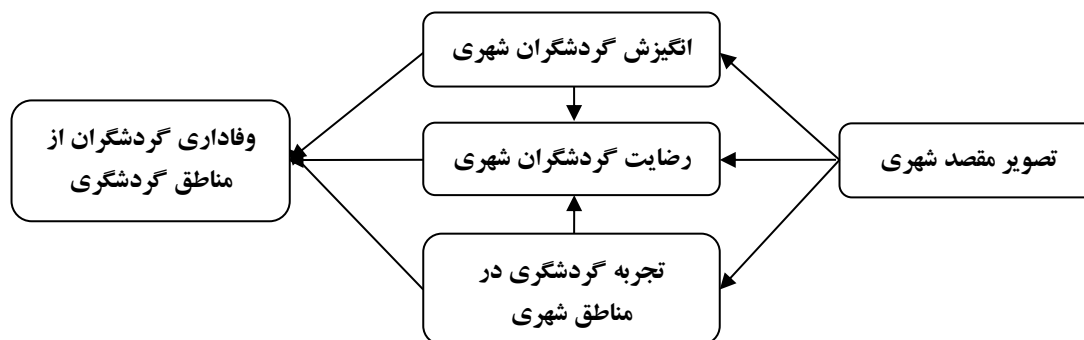 انگیزش گردشگران شهری
تصویر مقصد شهری
رضایت گردشگران شهری
وفاداری گردشگران از
مناطق گردشگری
تجربه گردشگری در
مناطق شهری